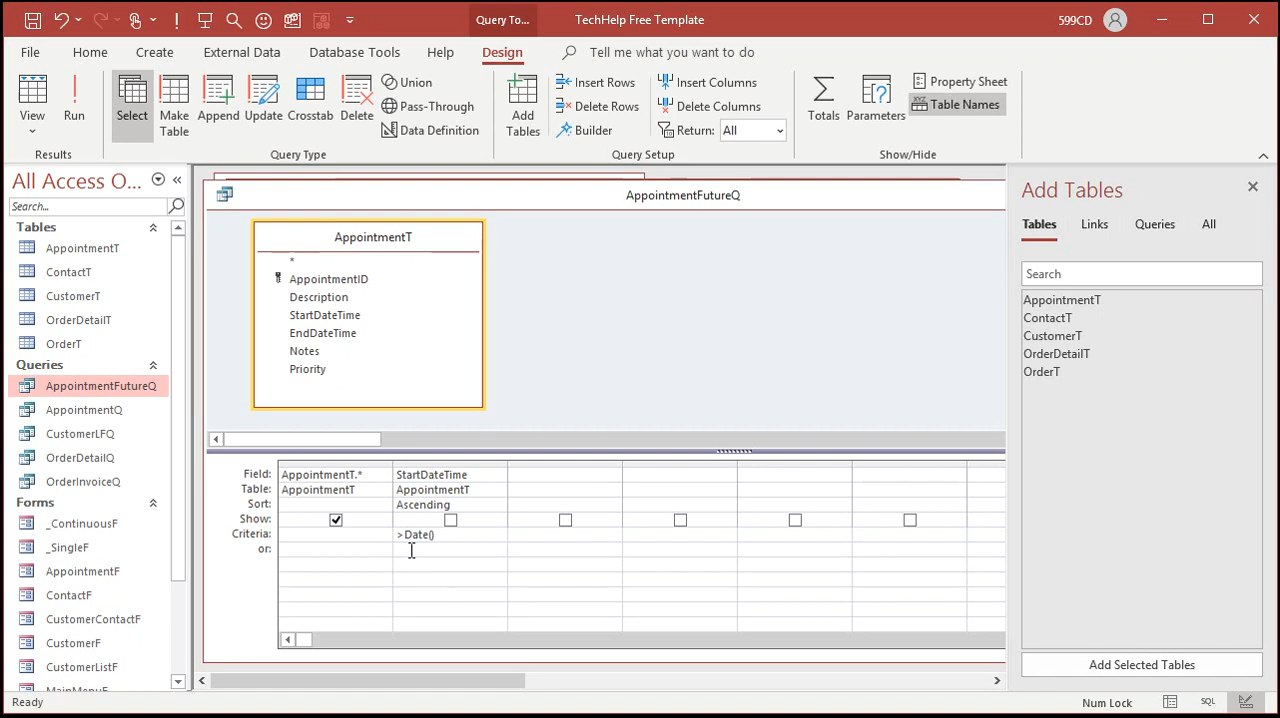 Query To... TechHelp Free Template 599CD
File Home Create External Data Database Tools Help Design Tell me what you want to do
View Run Select Make Table Append Update Crosstab Delete
Union
Pass-Through
Data Definition
Add Tables
Insert Rows
Delete Rows
Builder
Insert Columns
Delete Columns
Return: All
Totals Parameters
Property Sheet
XYZ Table Names
Results Query Type Query Setup Show/Hide
All Access O...
Search...
Tables
AppointmentT
ContactT
CustomerT
OrderDetailT
OrderT
Queries
AppointmentFutureQ
AppointmentQ
CustomerLFQ
OrderDetailQ
OrderInvoiceQ
Forms
_ContinuousF
_SingleF
AppointmentF
ContactF
CustomerContactF
CustomerF
CustomerListF
MainMenuF
AppointmentFutureQ
AppointmentT
*
AppointmentID
Description
StartDateTime
EndDateTime
Notes
Priority
Field: AppointmentT.* StartDateTime
Table: AppointmentT AppointmentT
Sort: Ascending
Show:
Criteria: >Date()
or:
Add Tables
Tables Links Queries All
Search
AppointmentT
ContactT
CustomerT
OrderDetailT
OrderT
Add Selected Tables
Ready Num Lock SQL